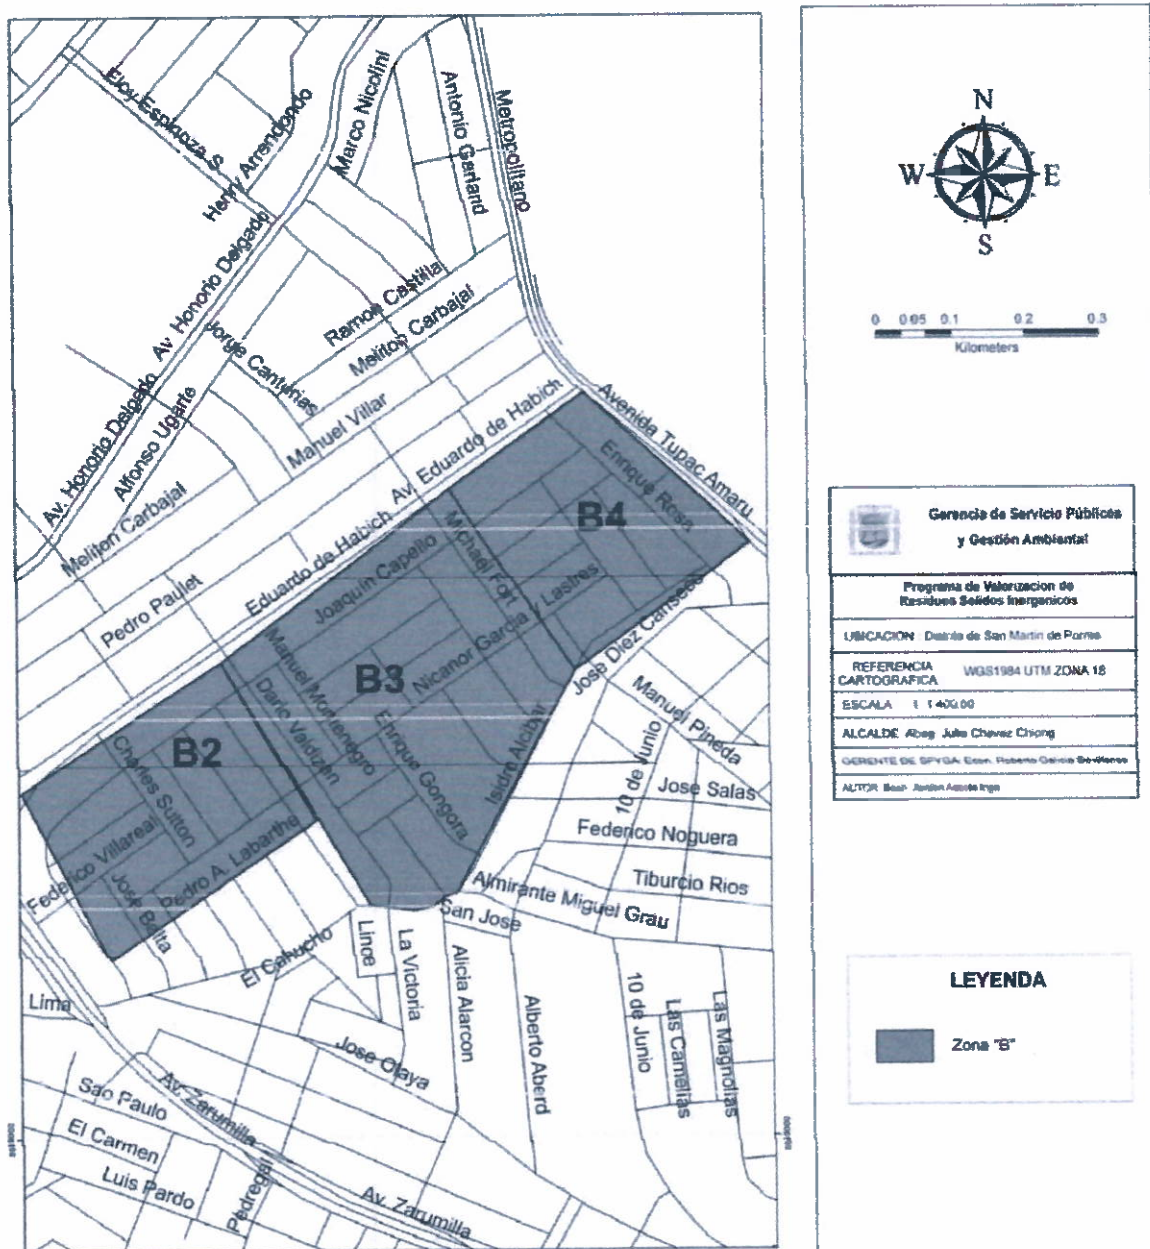 Eloy Espinoza S
Henry Arrendondo
Marco Nicolini
Antonio Garland
Metropolitano
Av. Honorio Delgado
Av. Honorio Delgado
Alfonso Ugarte
Jorge Canturias
Ramon Castilla
Meliton Carbajal
Meliton Carbajal
Manuel Villar
Pedro Paullet
Eduardo de Habich
Av. Eduardo de Habich
Avenida Tupac Amaru
Enrique Rosa
B4
Michael Fort
Joaquin Capello
Nicanor Garcia y Lastres
Jose Diez Canseco
B3
Manuel Montenegro
Dario Valdizan
Enrique Gongora
Isidro Alcibar
B2
Charles Sutton
Federico Villareal
Jose Balta
Pedro A. Labarthe
Manuel Pineda
10 de Junio
Jose Salas
Federico Noguera
Tiburcio Rios
Almirante Miguel Grau
San Jose
El Cahucho
Lince
La Victoria
Alicia Alarcon
Alberto Aberd
10 de Junio
Las Camelias
Las Magnolias
Lima
Jose Olaya
Av. Zarumilla
Sao Paulo
El Carmen
Luis Pardo
Pedregal
Av. Zarumilla
N
W
E
S
0 0.05 0.1 0.2 0.3
Kilometers
Gerencia de Servicio Públicos
y Gestión Ambiental
Programa de Valorizacion de
Residuos Solidos Inorganicos
UBICACION: Distrito de San Martin de Porres
REFERENCIA CARTOGRAFICA WGS1984 UTM ZONA 18
ESCALA
ALCALDE Abog. Julio Chavez Chiong
GERENTE DE SPYGA: Econ. Roberto
AUTOR
LEYENDA
Zona "B"